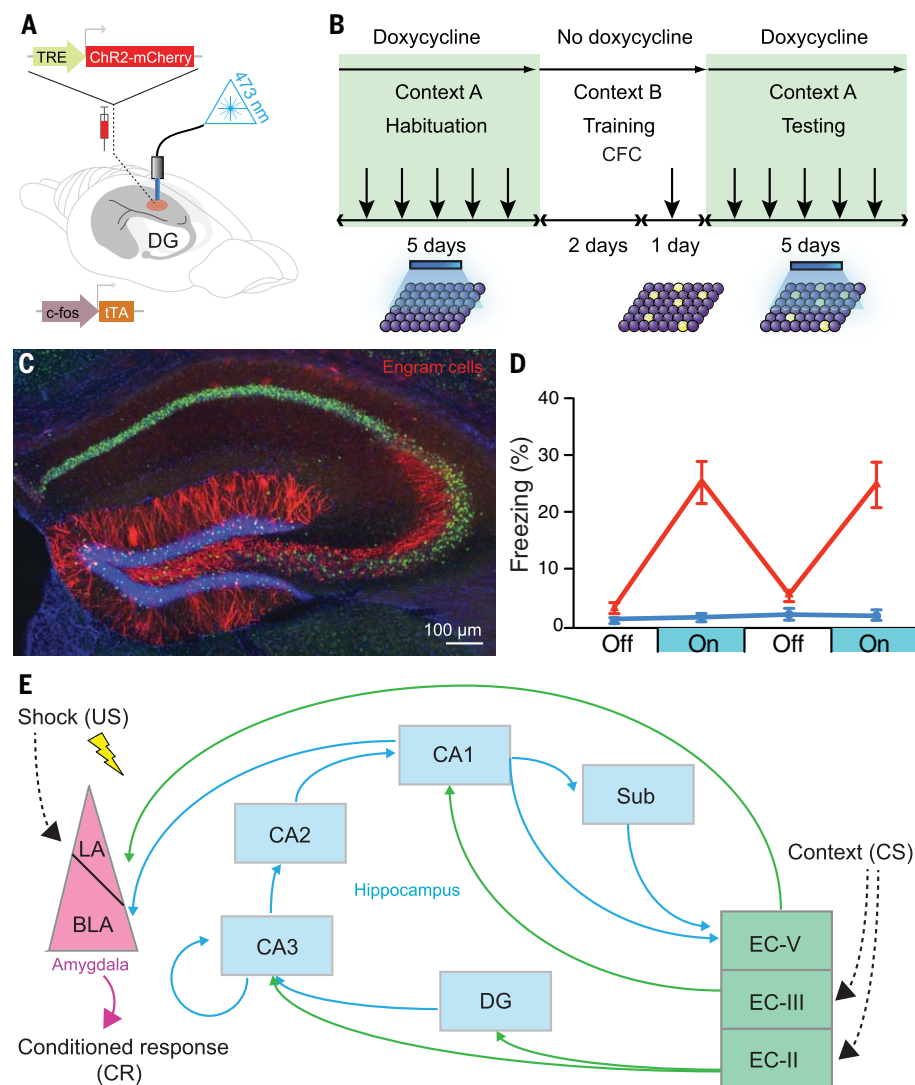 A
TRE
ChR2-mCherry
473 nm
DG
c-fos
tTA
B
Doxycycline
No doxycycline
Doxycycline
Context A
Habituation
Context B
Training
CFC
Context A
Testing
5 days
2 days
1 day
5 days
C
Engram cells
100 µm
D
Freezing (%)
40
30
20
10
0
Off
On
Off
On
E
Shock (US)
LA
BLA
Amygdala
Conditioned response
(CR)
CA1
Sub
CA2
Hippocampus
CA3
DG
Context (CS)
EC-V
EC-III
EC-II